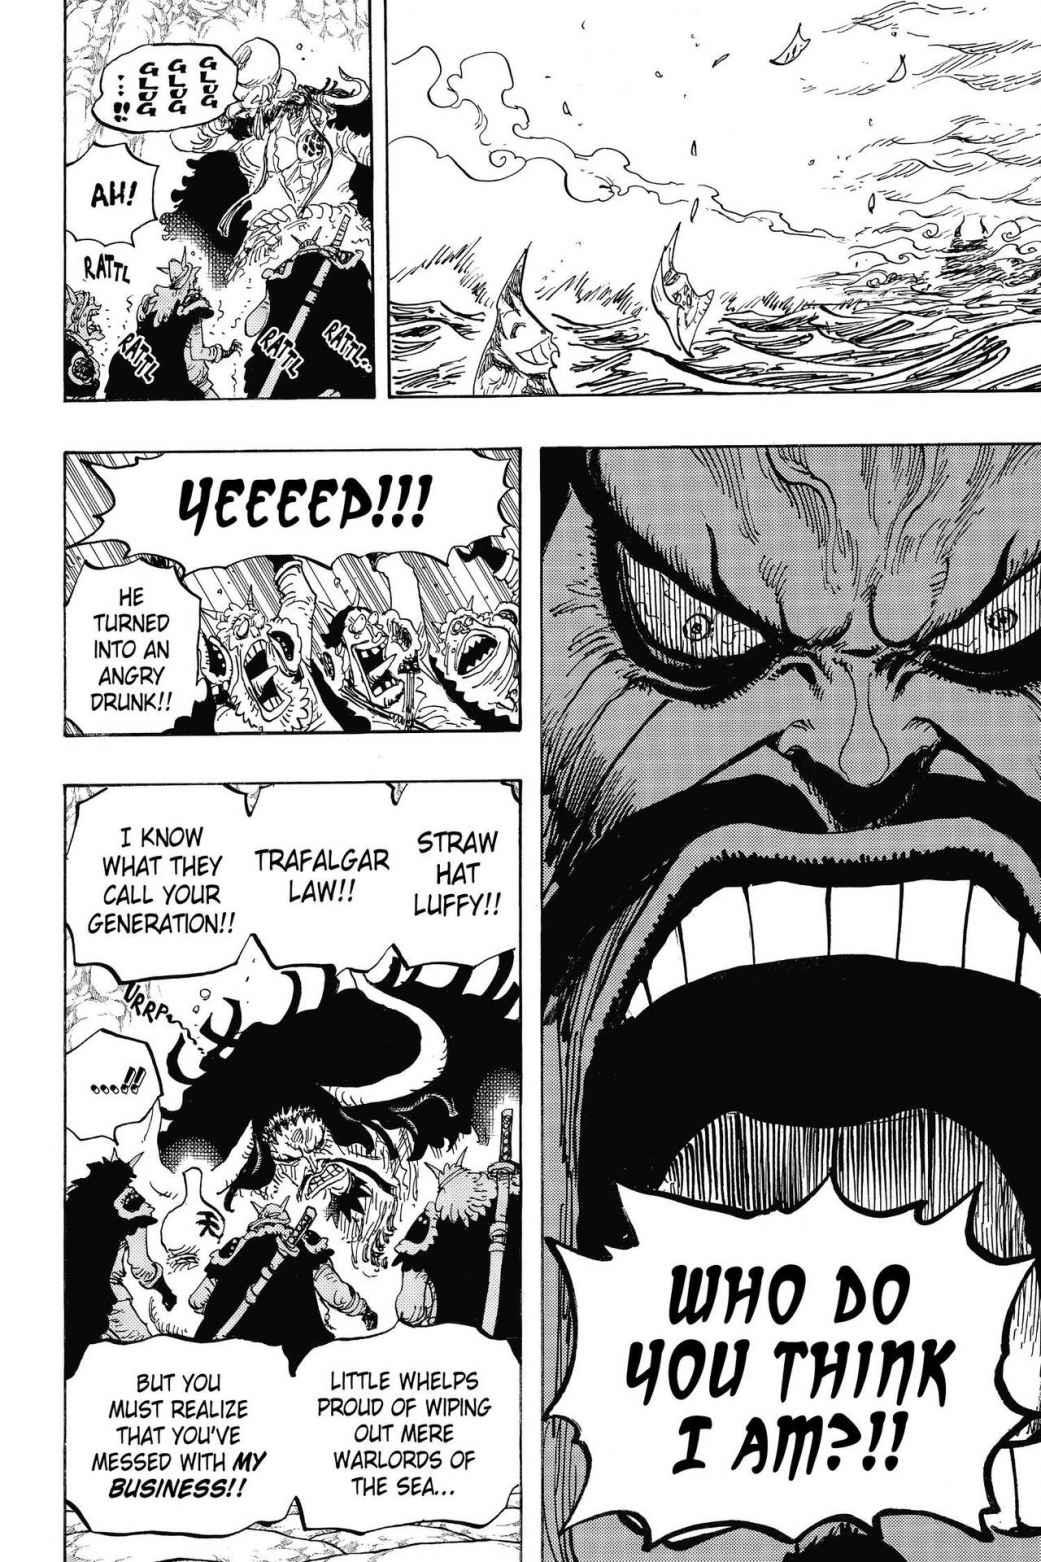 GLUG
GLUG
GLUG
...!!
AH!
RATTL
RATTL..
RATTL
RATTL
WHO DO
YOU THINK
I AM?!!
YEEEEP!!!
HE
TURNED
INTO AN
ANGRY
DRUNK!!
STRAW
HAT
LUFFY!!
TRAFALGAR
LAW!!
I KNOW
WHAT THEY
CALL YOUR
GENERATION!!
URRP~
....!!
LITTLE WHELPS
PROUD OF WIPING
OUT MERE
WARLORDS OF
THE SEA...
BUT YOU
MUST REALIZE
THAT YOU'VE
MESSED WITH MY
BUSINESS!!